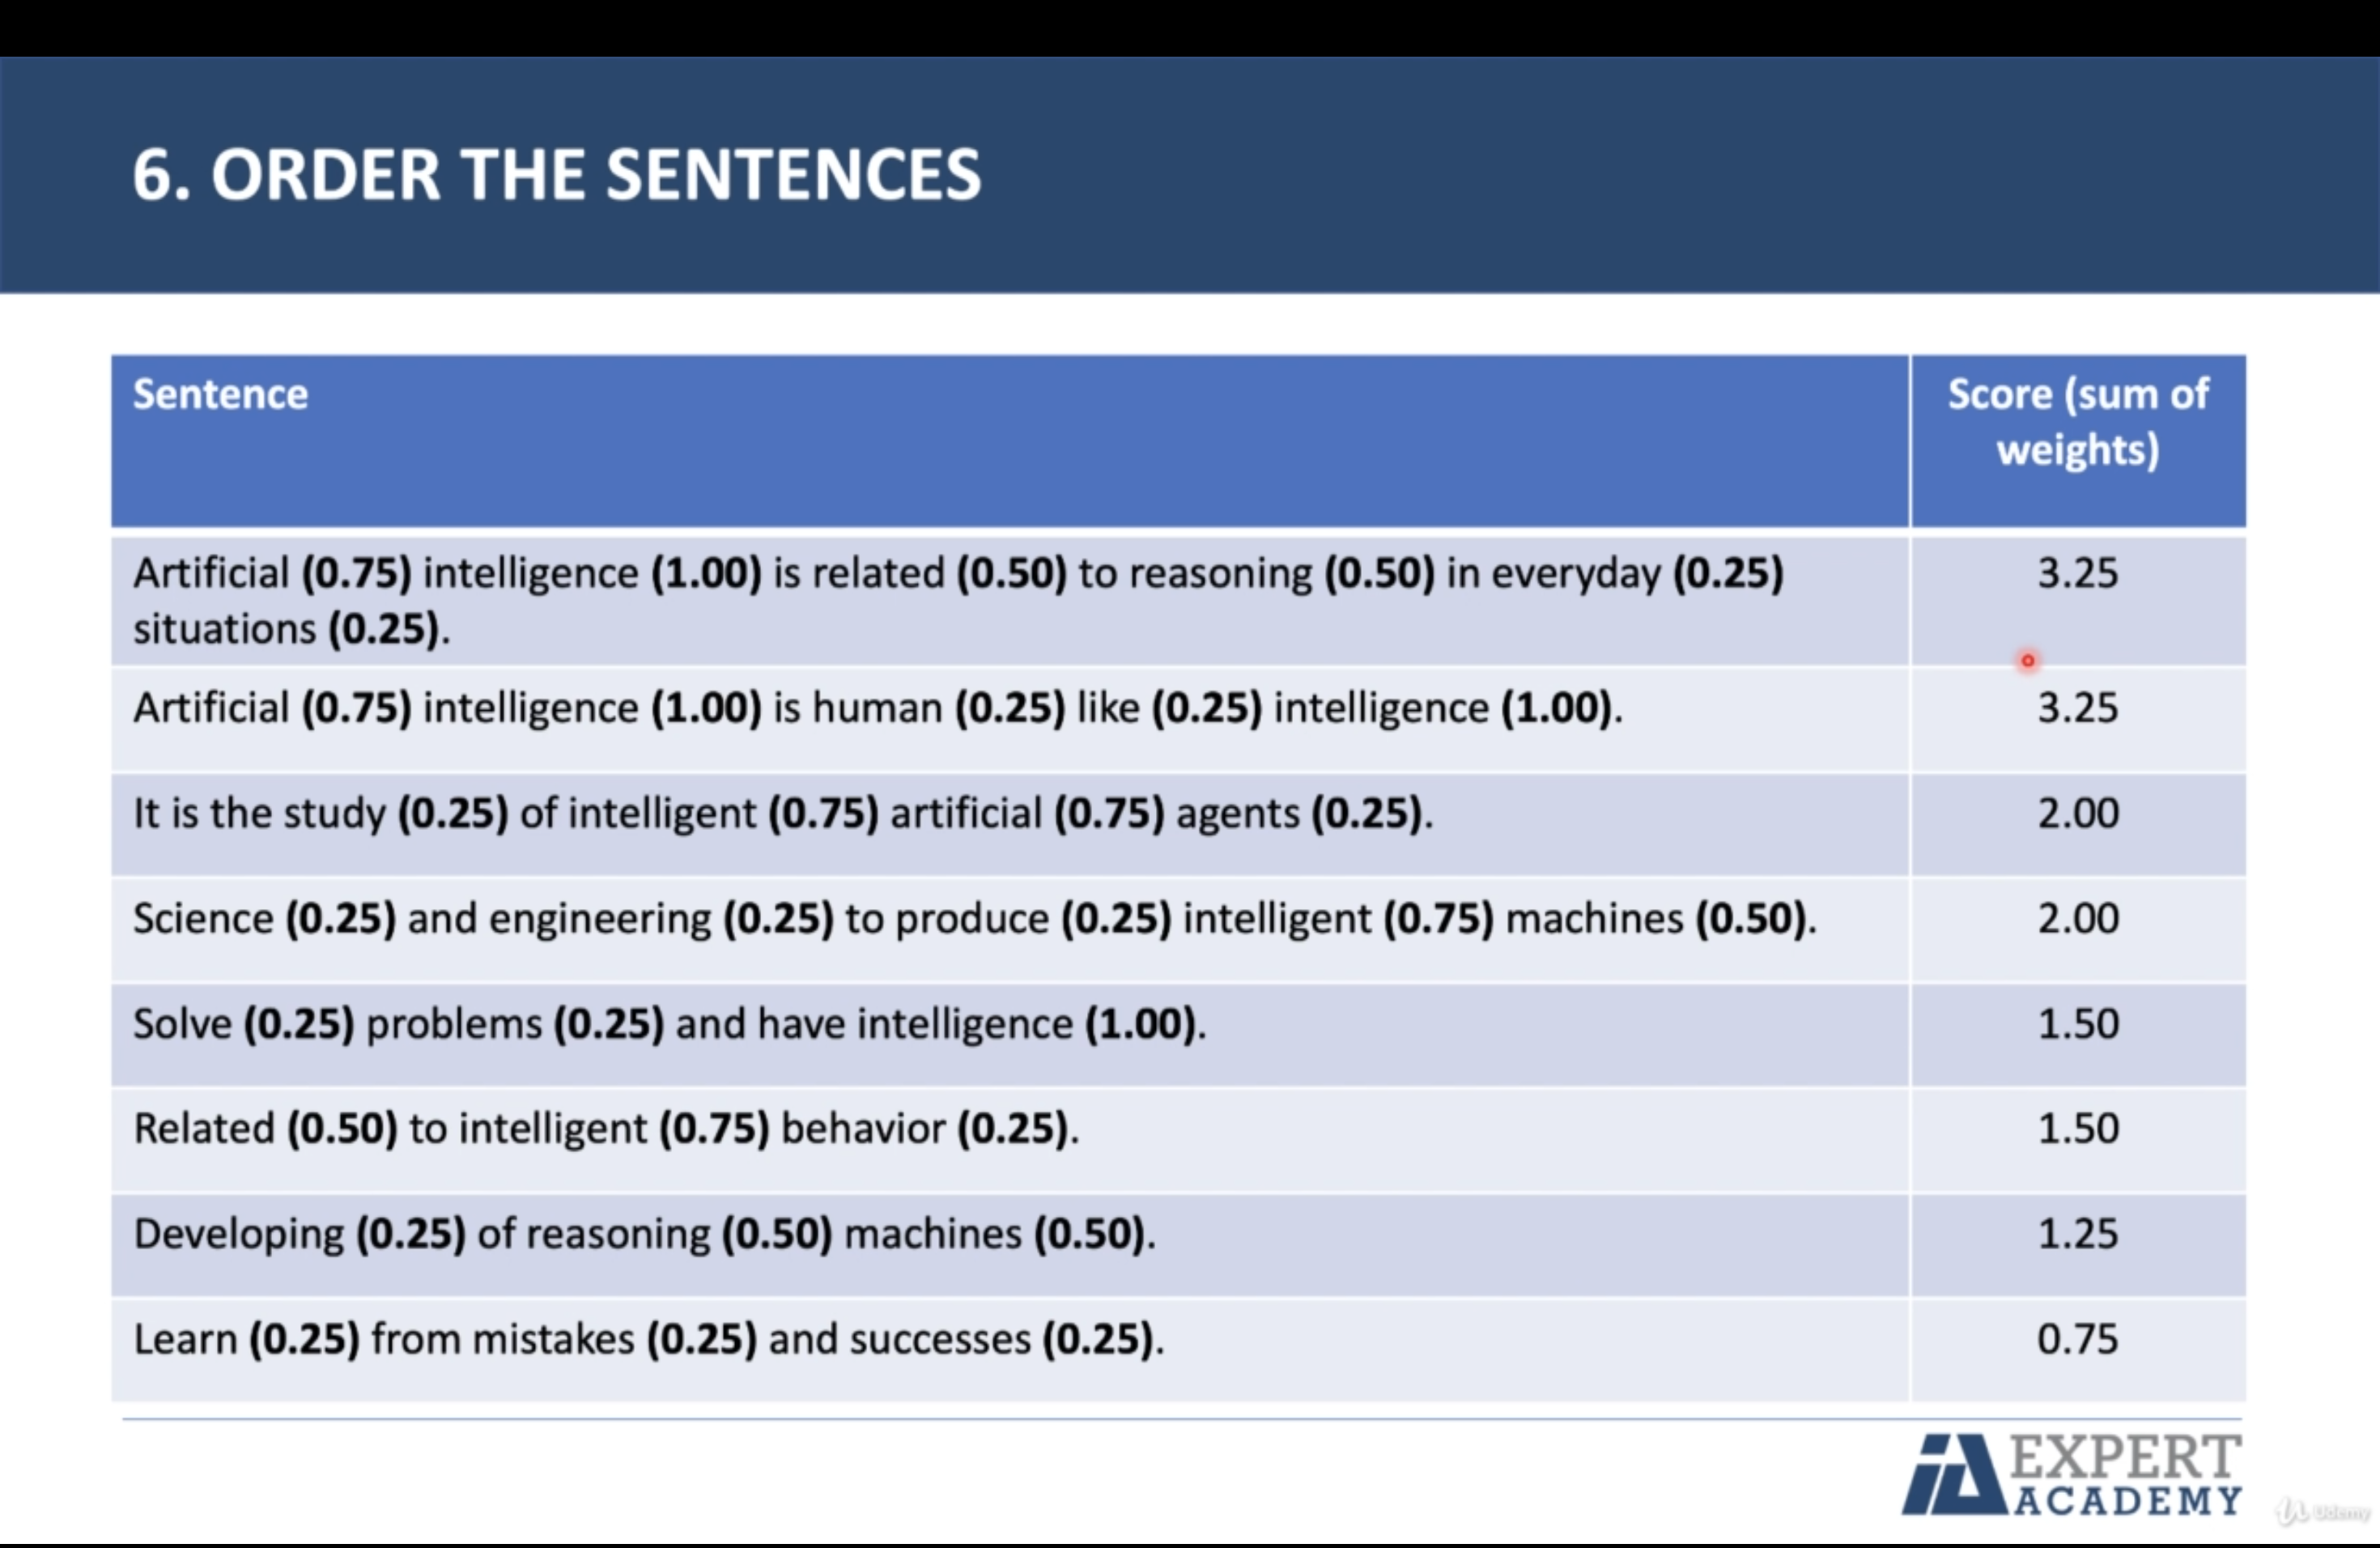 6. ORDER THE SENTENCES
Sentence
Score (sum of
weights)
Artificial (0.75) intelligence (1.00) is related (0.50) to reasoning (0.50) in everyday (0.25)
situations (0.25).
3.25
Artificial (0.75) intelligence (1.00) is human (0.25) like (0.25) intelligence (1.00).
3.25
It is the study (0.25) of intelligent (0.75) artificial (0.75) agents (0.25).
2.00
Science (0.25) and engineering (0.25) to produce (0.25) intelligent (0.75) machines (0.50).
2.00
Solve (0.25) problems (0.25) and have intelligence (1.00).
1.50
Related (0.50) to intelligent (0.75) behavior (0.25).
1.50
Developing (0.25) of reasoning (0.50) machines (0.50).
1.25
Learn (0.25) from mistakes (0.25) and successes (0.25).
0.75
iA EXPERT
ACADEMY
Udemy